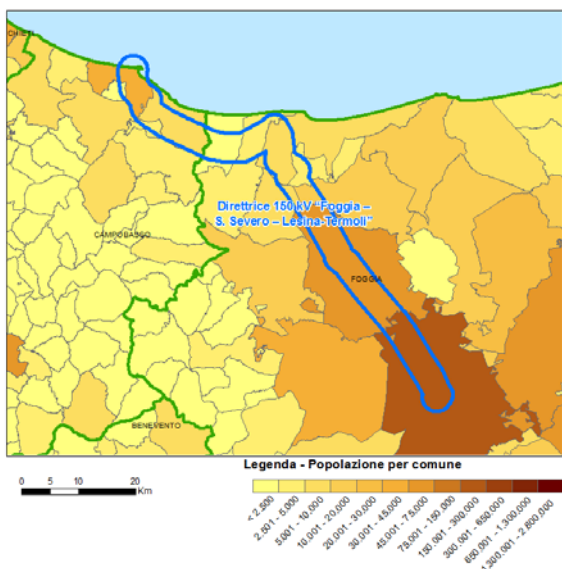 CHIETI
Direttrice 150 kV "Foggia –
S. Severo – Lesina-Termoli"
CAMPOBASSO
FOGGIA
BENEVENTO
Legenda - Popolazione per comune
0 5 10 20
Km
< 2,500
2,501 - 5,000
5,001 - 10,000
10,001 - 20,000
20,001 - 30,000
30,001 - 45,000
45,001 - 75,000
75,001 - 150,000
150,001 - 300,000
300,001 - 650,000
650,001 - 1,300,000
1,300,001 - 2,800,000